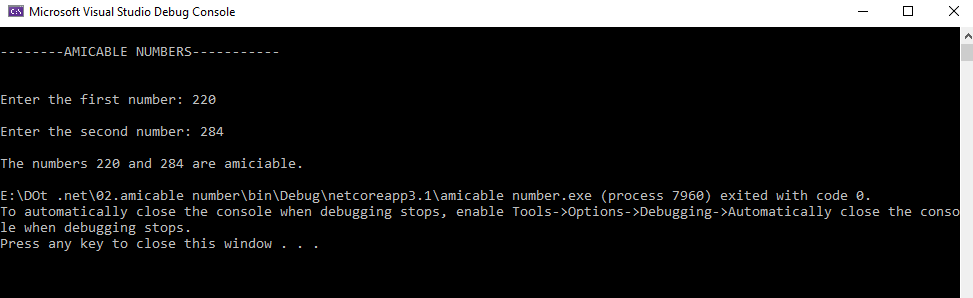 Microsoft Visual Studio Debug Console
--------AMICABLE NUMBERS-----------
Enter the first number: 220
Enter the second number: 284
The numbers 220 and 284 are amiciable.
E:\DOt .net\02.amicable number\bin\Debug\netcoreapp3.1\amicable number.exe (process 7960) exited with code 0.
To automatically close the console when debugging stops, enable Tools->Options->Debugging->Automatically close the conso
le when debugging stops.
Press any key to close this window . . .